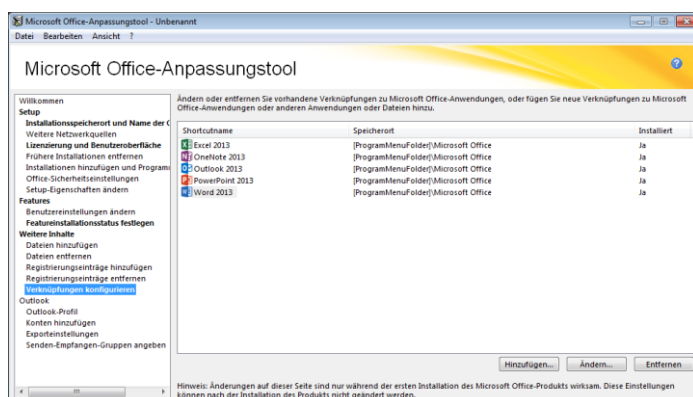 Microsoft Office-Anpassungstool - Unbenannt
Datei Bearbeiten Ansicht ?
Microsoft Office-Anpassungstool
Willkommen
Setup
Installationsspeicherort und Name der (
Weitere Netzwerkquellen
Lizenzierung und Benutzeroberfläche
Frühere Installationen entfernen
Installationen hinzufügen und Program
Office-Sicherheitseinstellungen
Setup-Eigenschaften ändern
Features
Benutzereinstellungen ändern
Featureinstallationsstatus festlegen
Weitere Inhalte
Dateien hinzufügen
Dateien entfernen
Registrierungseinträge hinzufügen
Registrierungseinträge entfernen
Verknüpfungen konfigurieren
Outlook
Outlook-Profil
Konten hinzufügen
Exporteinstellungen
Senden-Empfangen-Gruppen angeben
Ändern oder entfernen Sie vorhandene Verknüpfungen zu Microsoft Office-Anwendungen, oder fügen Sie neue Verknüpfungen zu Microsoft
Office-Anwendungen oder anderen Anwendungen oder Dateien hinzu.
Shortcutname Speicherort Installiert
Excel 2013 [ProgramMenuFolder]\Microsoft Office Ja
OneNote 2013 [ProgramMenuFolder]\Microsoft Office Ja
Outlook 2013 [ProgramMenuFolder]\Microsoft Office Ja
PowerPoint 2013 [ProgramMenuFolder]\Microsoft Office Ja
Word 2013 [ProgramMenuFolder]\Microsoft Office Ja
Hinzufügen... Ändern... Entfernen
Hinweis: Änderungen auf dieser Seite sind nur während der ersten Installation des Microsoft Office-Produkts wirksam. Diese Einstellungen
können nach der Installation des Produkts nicht geändert werden.